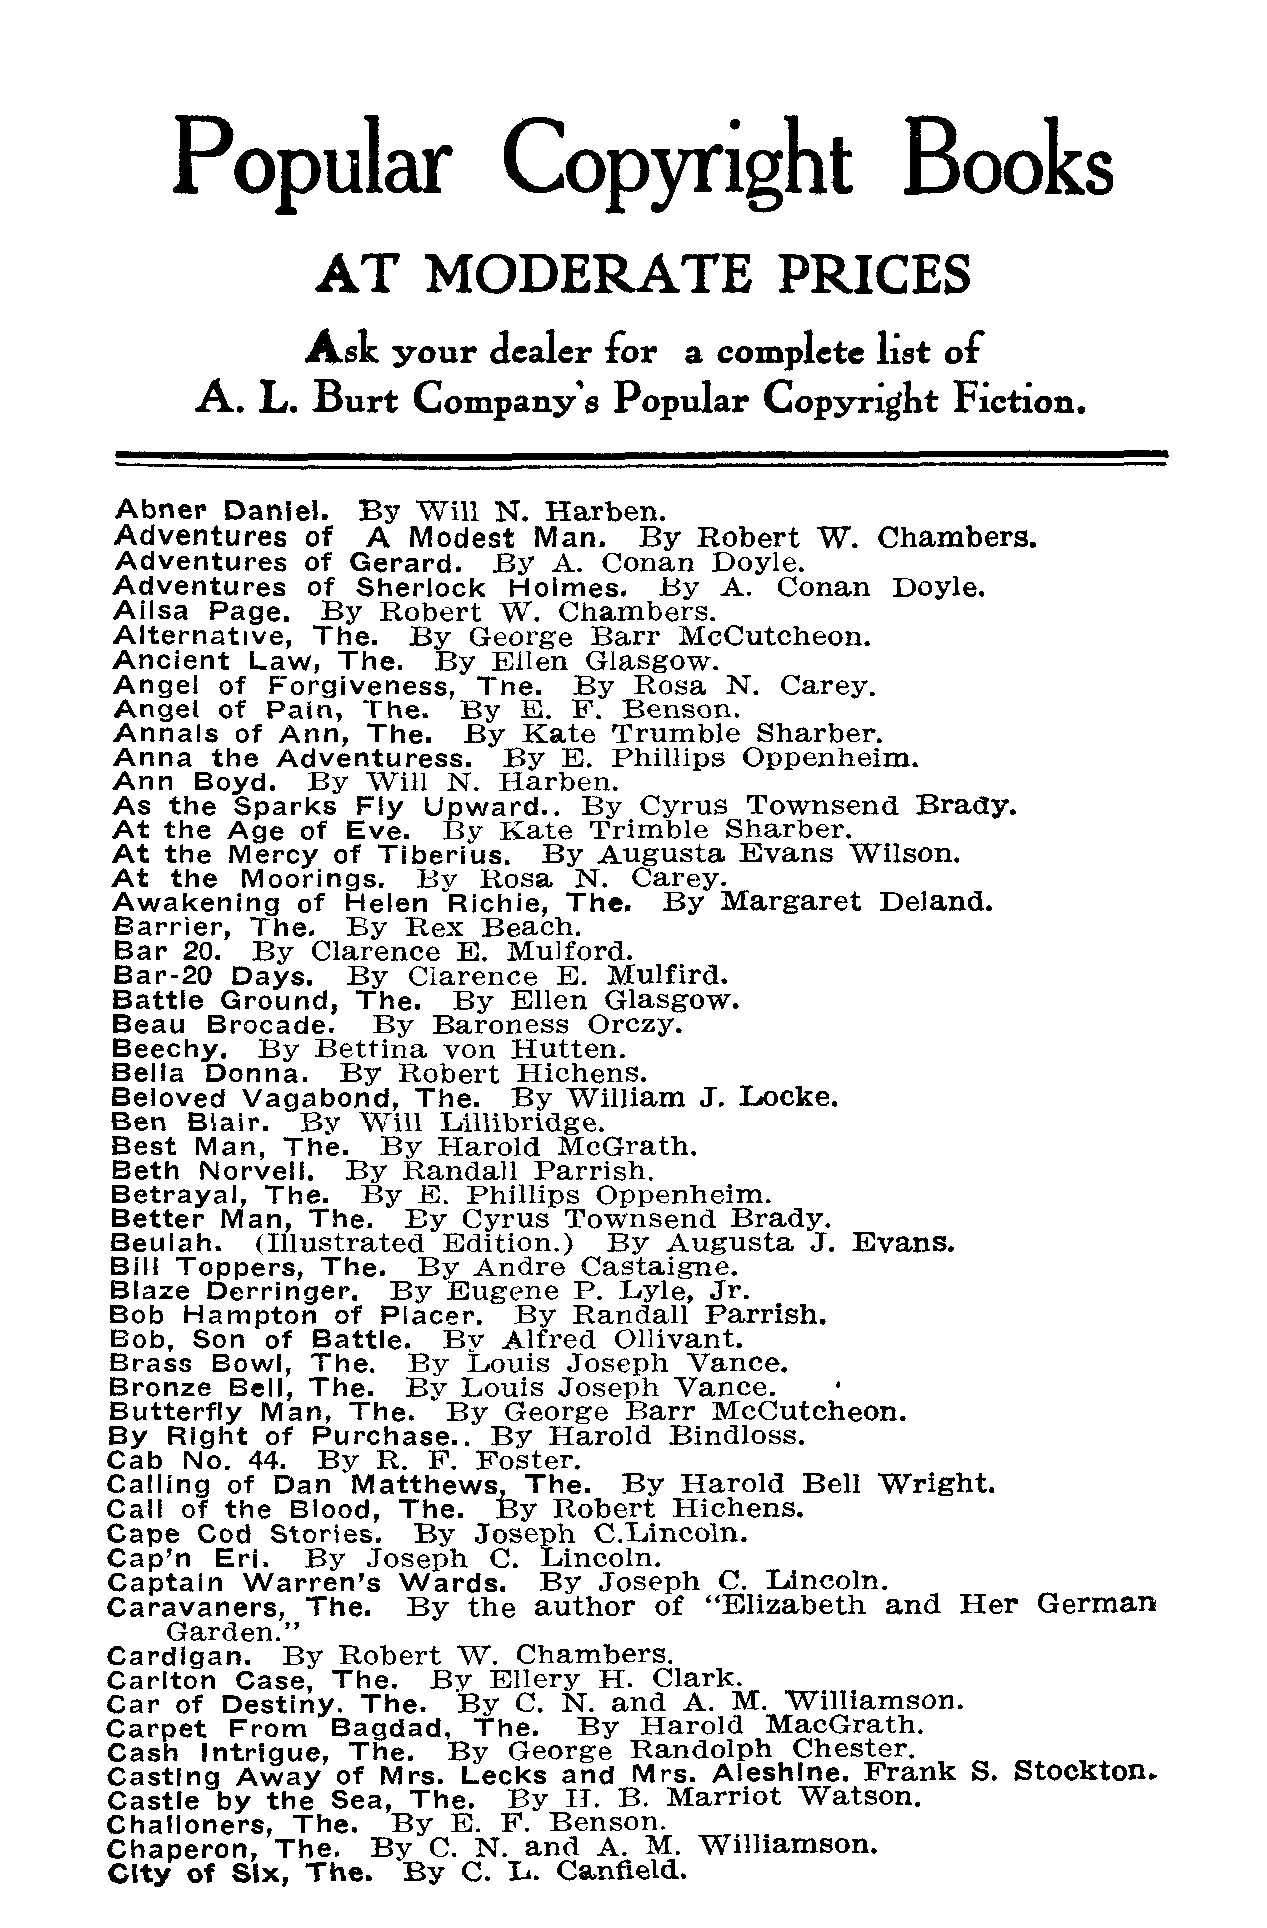 Popular Copyright Books
AT MODERATE PRICES
Ask your dealer for a complete list of
A. L. Burt Company's Popular Copyright Fiction.
Abner Daniel. By Will N. Harben.
Adventures of A Modest Man. By Robert W. Chambers.
Adventures of Gerard. By A. Conan Doyle.
Adventures of Sherlock Holmes. By A. Conan Doyle.
Ailsa Page. By Robert W. Chambers.
Alternative, The. By George Barr McCutcheon.
Ancient Law, The. By Ellen Glasgow.
Angel of Forgiveness, Tne. By Rosa N. Carey.
Angel of Pain, The. By E. F. Benson.
Annals of Ann, The. By Kate Trumble Sharber.
Anna the Adventuress. By E. Phillips Oppenheim.
Ann Boyd. By Will N. Harben.
As the Sparks Fly Upward.. By Cyrus Townsend Brady.
At the Age of Eve. By Kate Trimble Sharber.
At the Mercy of Tiberius. By Augusta Evans Wilson.
At the Moorings. By Rosa N. Carey.
Awakening of Helen Richie, The. By Margaret Deland.
Barrier, The. By Rex Beach.
Bar 20. By Clarence E. Mulford.
Bar-20 Days. By Clarence E. Mulfird.
Battle Ground, The. By Ellen Glasgow.
Beau Brocade. By Baroness Orczy.
Beechy. By Bettina von Hutten.
Bella Donna. By Robert Hichens.
Beloved Vagabond, The. By William J. Locke.
Ben Blair. By Will Lillibridge.
Best Man, The. By Harold McGrath.
Beth Norvell. By Randall Parrish.
Betrayal, The. By E. Phillips Oppenheim.
Better Man, The. By Cyrus Townsend Brady.
Beulah. (Illustrated Edition.) By Augusta J. Evans.
Bill Toppers, The. By Andre Castaigne.
Blaze Derringer. By Eugene P. Lyle, Jr.
Bob Hampton of Placer. By Randall Parrish.
Bob, Son of Battle. By Alfred Ollivant.
Brass Bowl, The. By Louis Joseph Vance.
Bronze Bell, The. By Louis Joseph Vance.
Butterfly Man, The. By George Barr McCutcheon.
By Right of Purchase.. By Harold Bindloss.
Cab No. 44. By R. F. Foster.
Calling of Dan Matthews, The. By Harold Bell Wright.
Call of the Blood, The. By Robert Hichens.
Cape Cod Stories. By Joseph C.Lincoln.
Cap'n Eri. By Joseph C. Lincoln.
Captain Warren's Wards. By Joseph C. Lincoln.
Caravaners, The. By the author of "Elizabeth and Her German
Garden."
Cardigan. By Robert W. Chambers.
Carlton Case, The. By Ellery H. Clark.
Car of Destiny. The. By C. N. and A. M. Williamson.
Carpet From Bagdad, The. By Harold MacGrath.
Cash Intrigue, The. By George Randolph Chester.
Casting Away of Mrs. Lecks and Mrs. Aleshine. Frank S. Stockton.
Castle by the Sea, The. By H. B. Marriot Watson.
Challoners, The. By E. F. Benson.
Chaperon, The. By C. N. and A. M. Williamson.
City of Six, The. By C. L. Canfield.